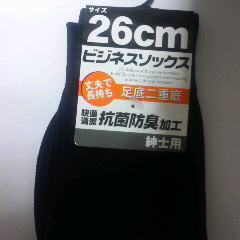 サイズ
26cm
ビジネスソックス
丈夫で
長持ち
足底二重底
快適
清潔
抗菌防臭加工
紳士用